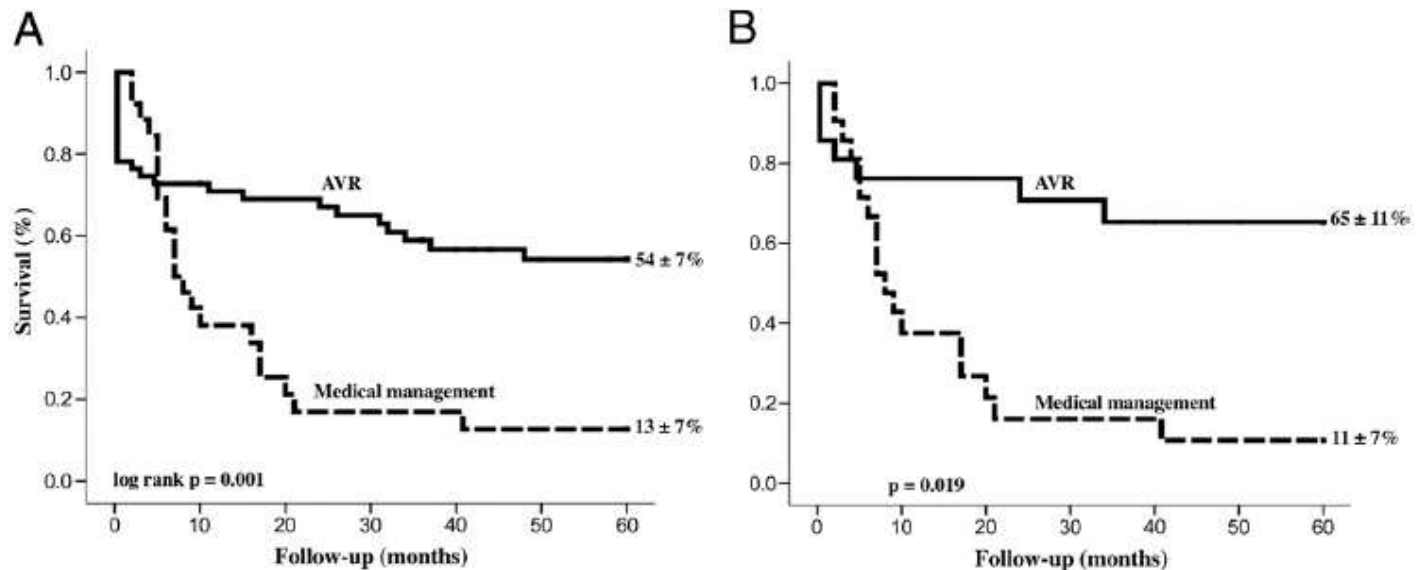 A
B
Survival (%)
1.0
0.8
0.6
0.4
0.2
0.0
AVR
54 ± 7%
Medical management
13 ± 7%
log rank p = 0.001
0 10 20 30 40 50 60
Follow-up (months)
1.0
0.8
0.6
0.4
0.2
0.0
AVR
65 ± 11%
Medical management
11 ± 7%
p = 0.019
0 10 20 30 40 50 60
Follow-up (months)